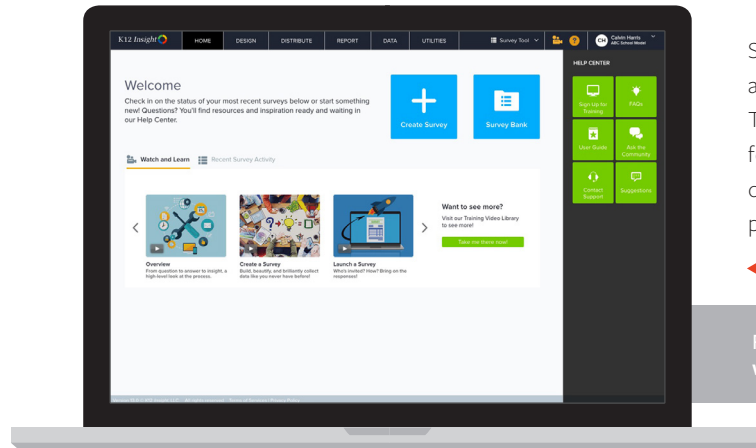 K12 Insight
HOME
DESIGN
DISTRIBUTE
REPORT
DATA
UTILITIES
Survey Tool
?
CH
Calvin Harris
ABC School Model
Welcome
Check in on the status of your most recent surveys below or start something
new! Questions? You'll find resources and inspiration ready and waiting in
our Help Center.
Create Survey
Survey Bank
Watch and Learn
Recent Survey Activity
Overview
From question to answer to insight, a
high-level look at the process.
Create a Survey
Build, beautify, and brilliantly collect
data like you never have before!
Launch a Survey
Who's invited? How? Bring on the
responses!
Want to see more?
Visit our Training Video Library
to see more!
Take me there now!
HELP CENTER
Sign Up for
Training
FAQs
User Guide
Ask the
Community
Contact
Support
Suggestions